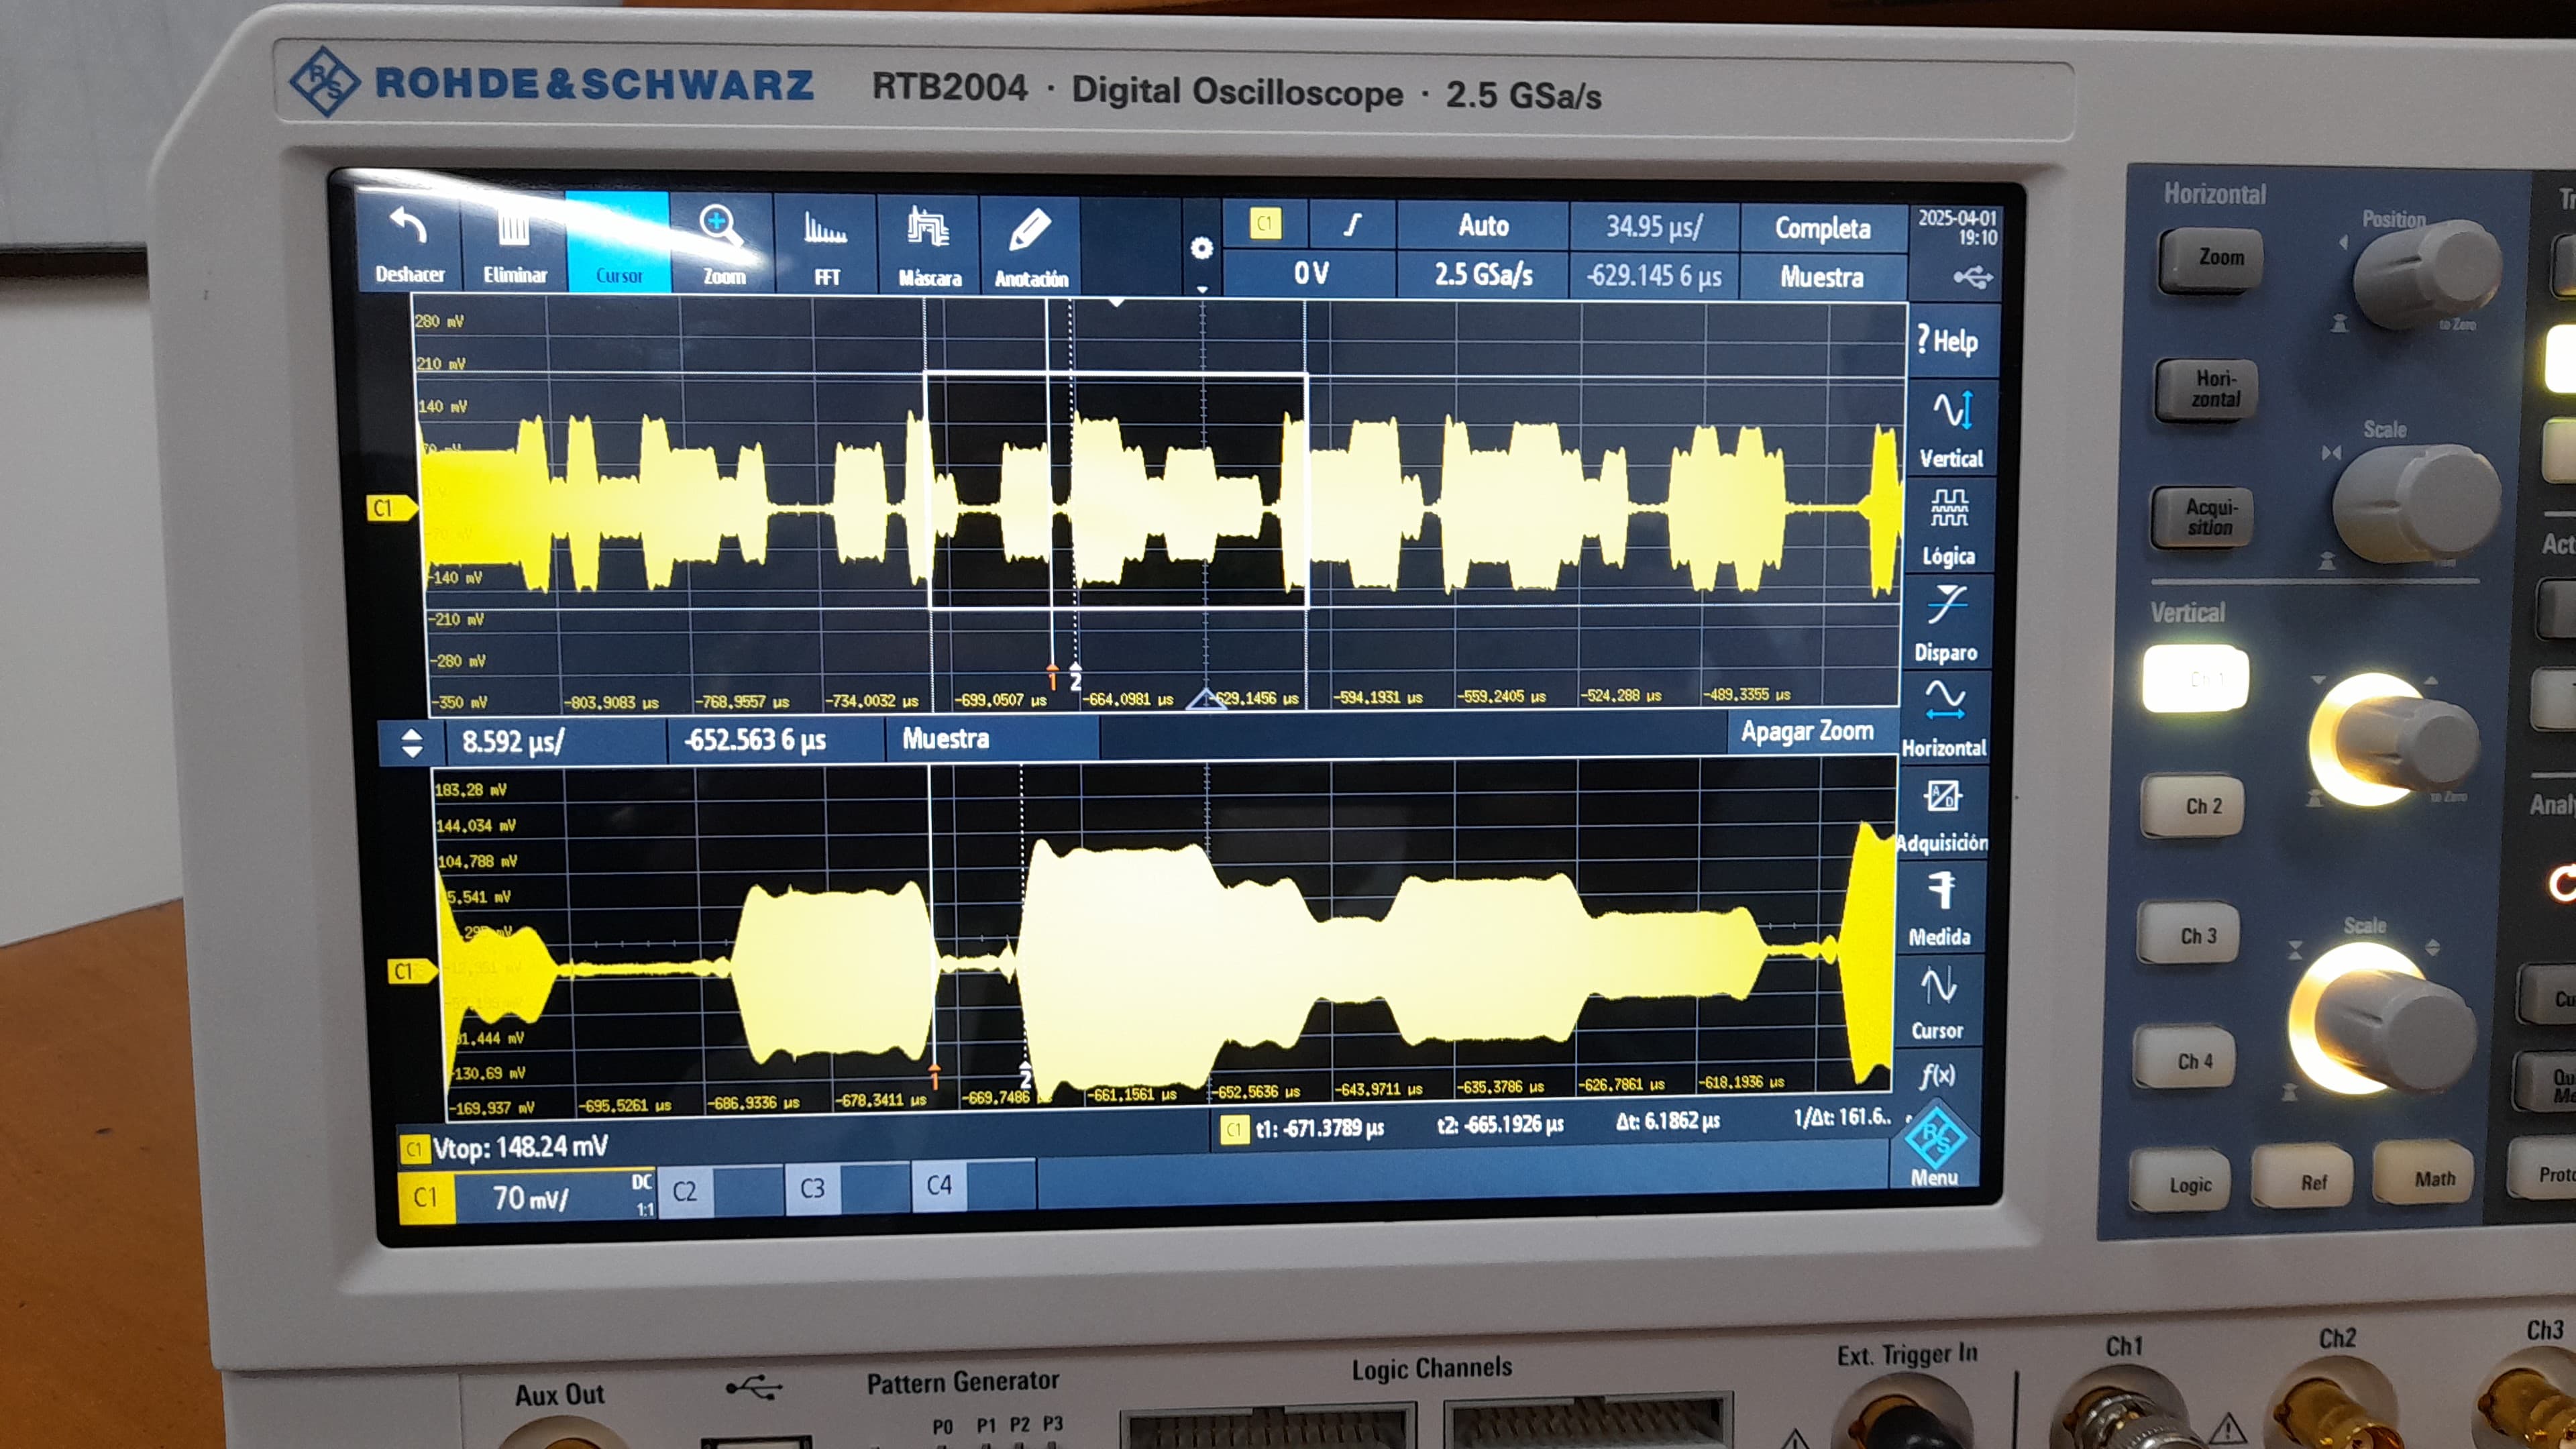 ROHDE&SCHWARZ RTB2004 · Digital Oscilloscope · 2.5 GSa/s
Deshacer Eliminar Cursor Zoom FFT Máscara Anotación
C1 Auto 34.95 µs/ Completa
0 V 2.5 GSa/s -629.145 6 µs Muestra
2025-04-01
19:10
280 mV
210 mV
140 mV
C1
-140 mV
-210 mV
-280 mV
1 2
-350 mV -803.9083 µs -768.9557 µs -734.0032 µs -699.0507 µs -664.0981 µs -629.1456 µs -594.1931 µs -559.2405 µs -524.288 µs -489.3355 µs
8.592 µs/ -652.563 6 µs Muestra Apagar Zoom
183.28 mV
144.034 mV
104.788 mV
5.541 mV
C1
-130.69 mV
1 2
-169.937 mV -695.5261 µs -686.9336 µs -678.3411 µs -669.7486 -661.1561 µs -652.5636 µs -643.9711 µs -635.3786 µs -626.7861 µs -618.1936 µs
C1 Vtop: 148.24 mV
C1 t1: -671.3789 µs t2: -665.1926 µs Δt: 6.1862 µs 1/Δt: 161.6..
C1 70 mV/ DC 1:1 C2 C3 C4
? Help
Vertical
Lógica
Disparo
Horizontal
Adquisición
Medida
Cursor
f(x)
Menu
Horizontal
Position
Zoom
to Zero
Hori-
zontal
Scale
Acqui-
sition
Vertical
Ch 2
to Zero
Ch 3
Scale
Ch 4
Logic Ref Math
Aux Out
Pattern Generator
P0 P1 P2 P3
Logic Channels
Ext. Trigger In
Ch1
Ch2
Ch3